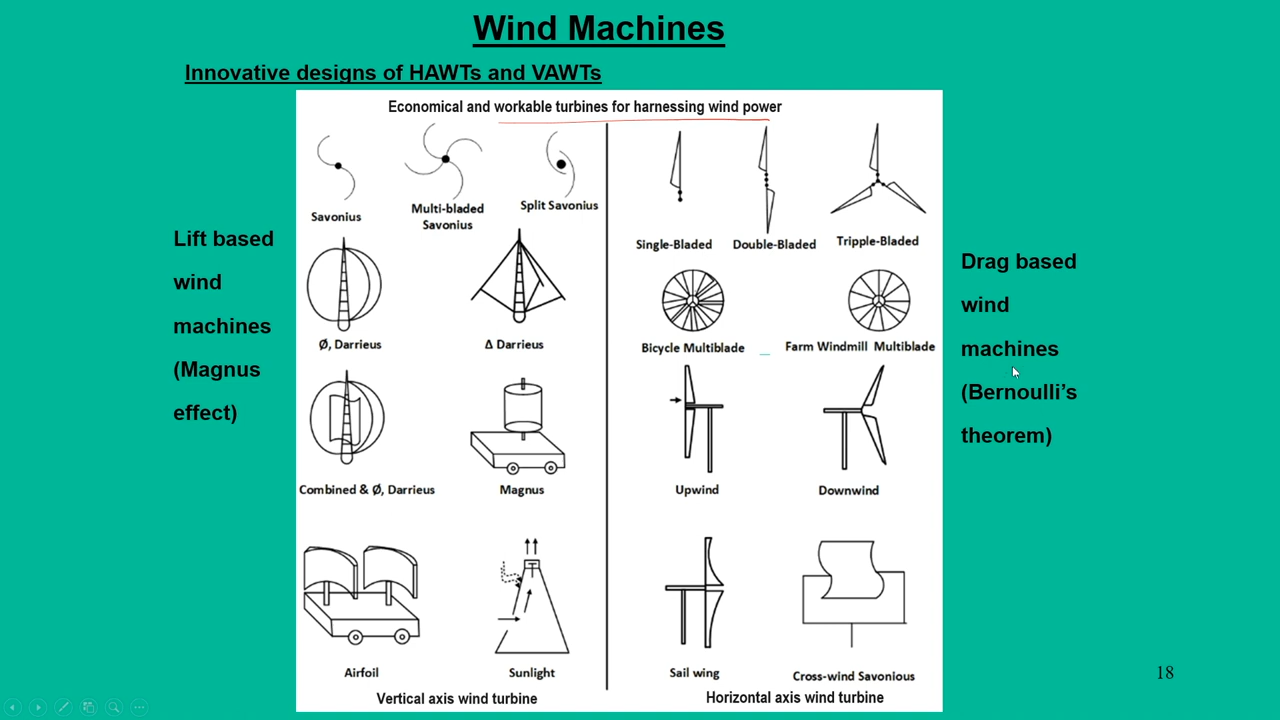 Wind Machines
Innovative designs of HAWTs and VAWTs
Economical and workable turbines for harnessing wind power
Savonius
Multi-bladed
Savonius
Split Savonius
Single-Bladed
Double-Bladed
Tripple-Bladed
Lift based
wind
machines
(Magnus
effect)
Drag based
wind
machines
(Bernoulli’s
theorem)
Ø, Darrieus
Δ Darrieus
Bicycle Multiblade
Farm Windmill Multiblade
Combined & Ø, Darrieus
Magnus
Upwind
Downwind
Airfoil
Sunlight
Sail wing
Cross-wind Savonious
Vertical axis wind turbine
Horizontal axis wind turbine
18